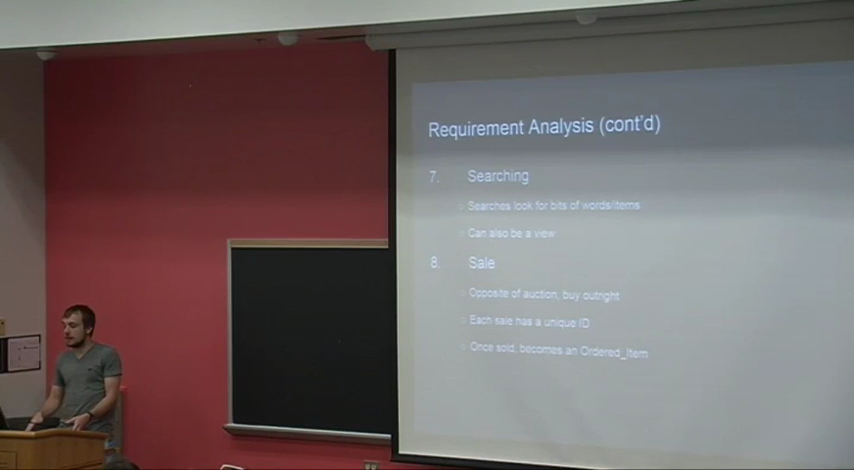 Requirement Analysis (cont'd)
7. Searching
○ Searches look for bits of words/items
○ Can also be a view
8. Sale
○ Opposite of auction, buy outright
○ Each sale has a unique ID
○ Once sold, becomes an Ordered_Item